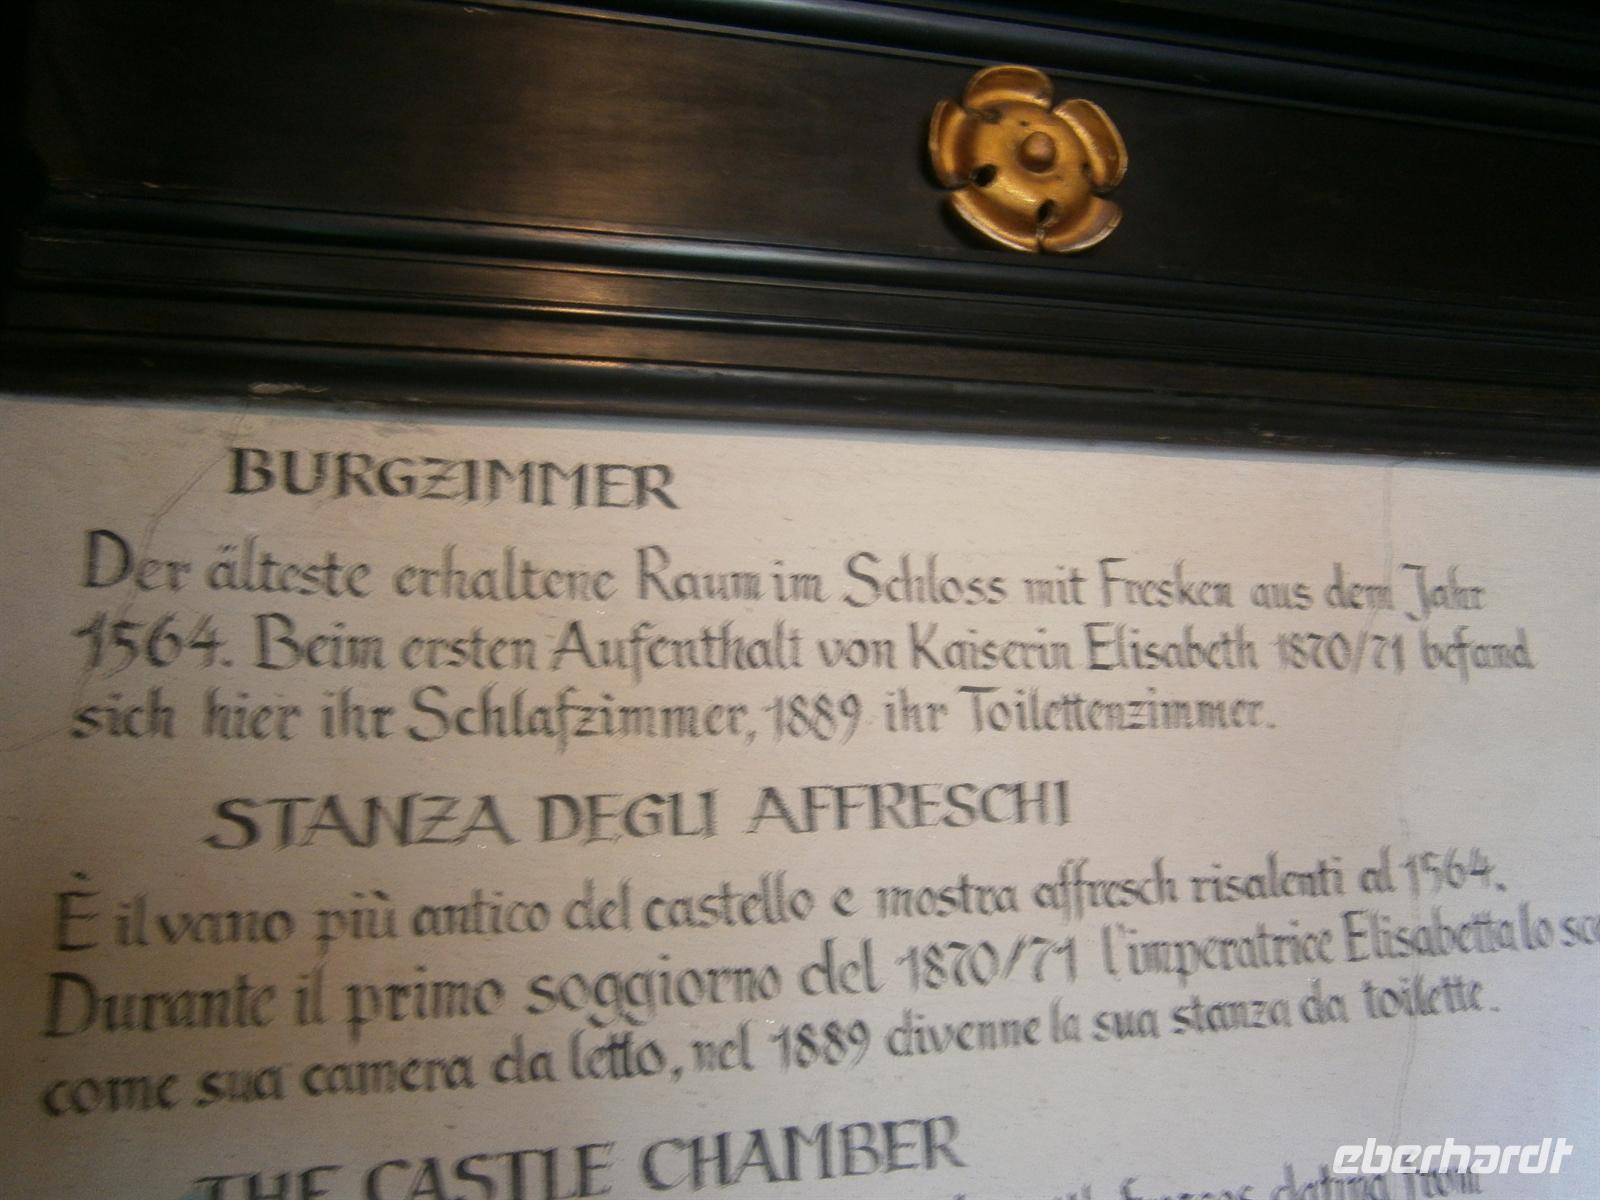 BURGZIMMER
Der älteste erhaltene Raum im Schloss mit Fresken aus dem Jahr
1564. Beim ersten Aufenthalt von Kaiserin Elisabeth 1870/71 befand
sich hier ihr Schlafzimmer, 1889 ihr Toilettenzimmer.
STANZA DEGLI AFFRESCHI
È il vano più antico del castello e mostra affresch risalenti al 1564.
Durante il primo soggiorno del 1870/71 l'imperatrice Elisabetta lo
come sua camera da letto, nel 1889 divenne la sua stanza da toilette.
THE CASTLE CHAMBER
dating from
eberhardt